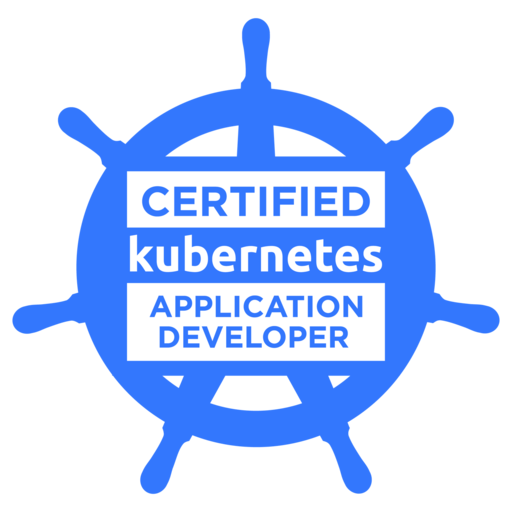 CERTIFIED
kubernetes
APPLICATION
DEVELOPER